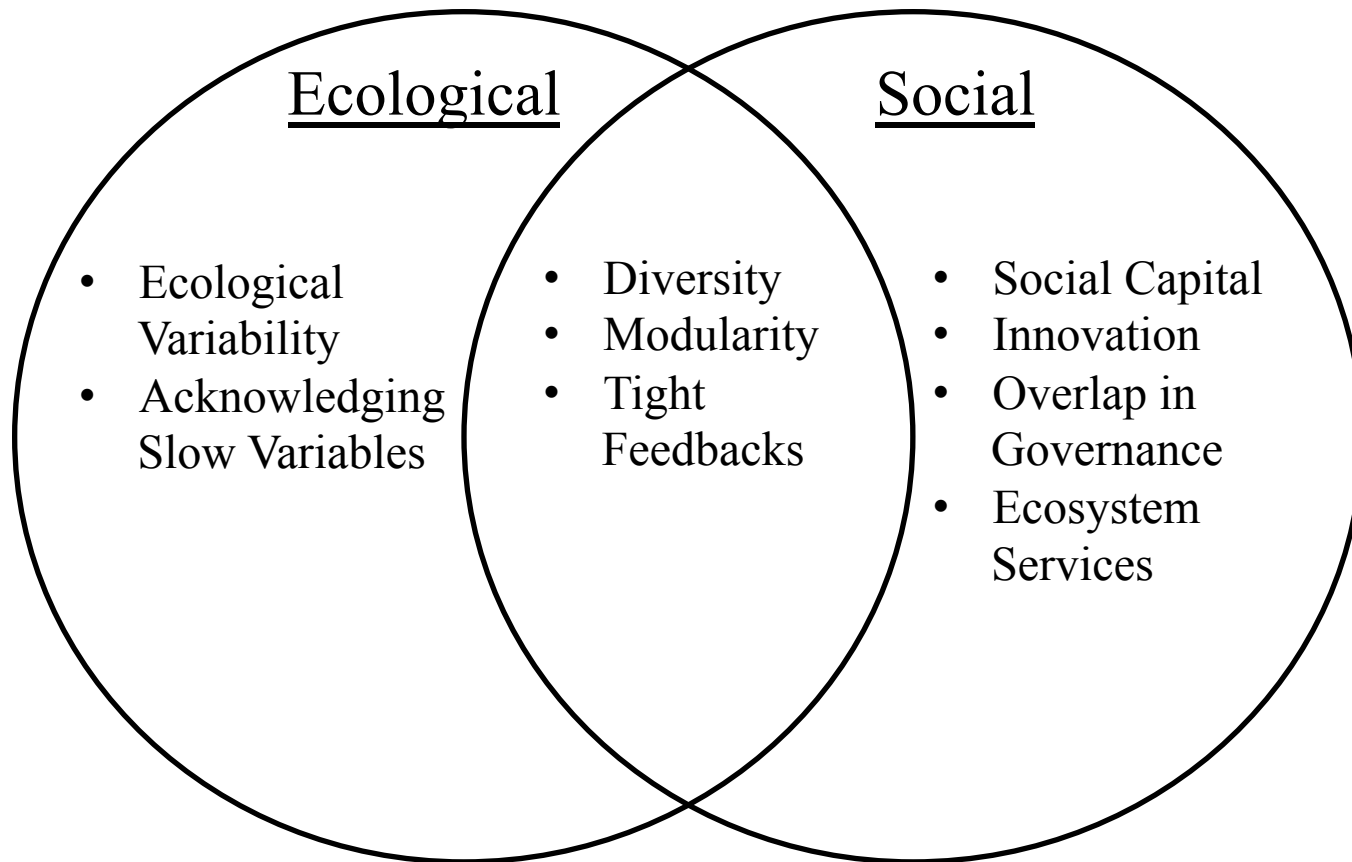 Ecological
Social
• Ecological
Variability
• Acknowledging
Slow Variables
• Diversity
• Modularity
• Tight
Feedbacks
• Social Capital
• Innovation
• Overlap in
Governance
• Ecosystem
Services